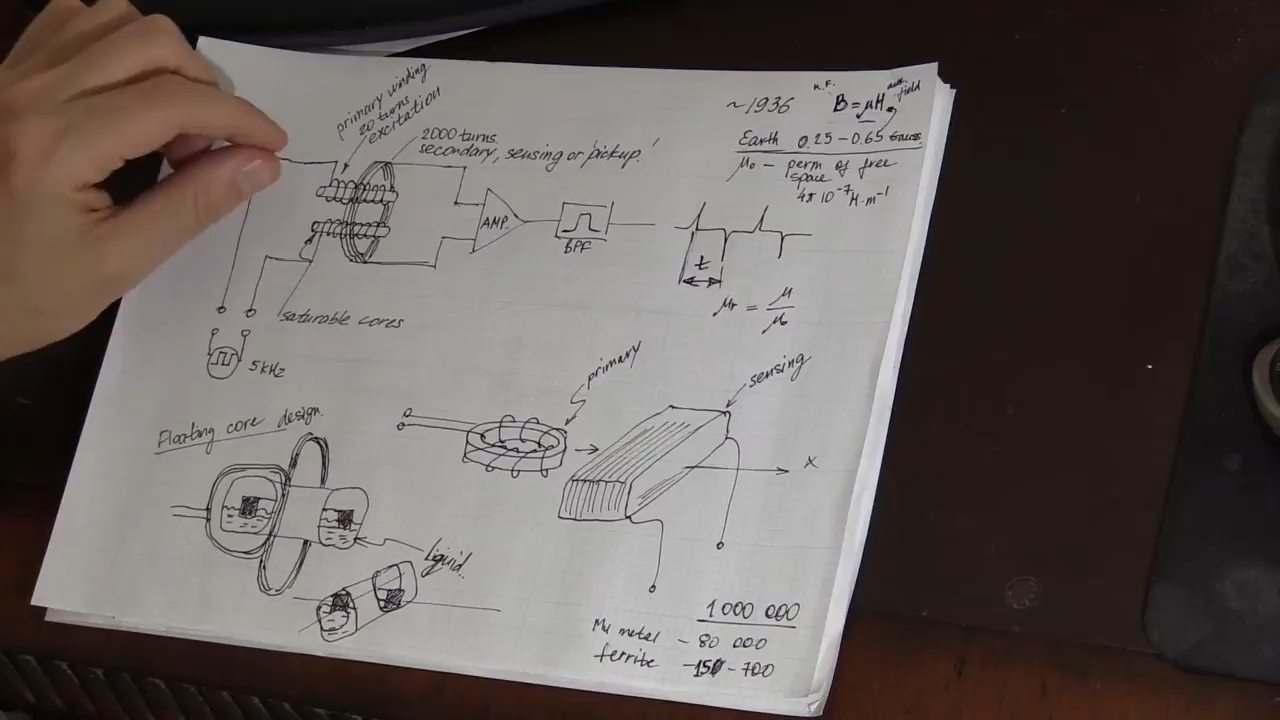 primary winding
20 turns
excitation
2000 turns.
secondary, sensing or 'pickup'
AMP.
BPF
saturable cores
5kHz
~1936
B=μH
field
Earth 0.25-0.65 Gauss
μ₀ - perm of free
space
4π 10⁻⁷ H·m⁻¹
t
μr = μ
μ₀
Floating core design.
Liquid.
primary
sensing
x
1 000 000
Mu metal - 80 000
ferrite -150-700